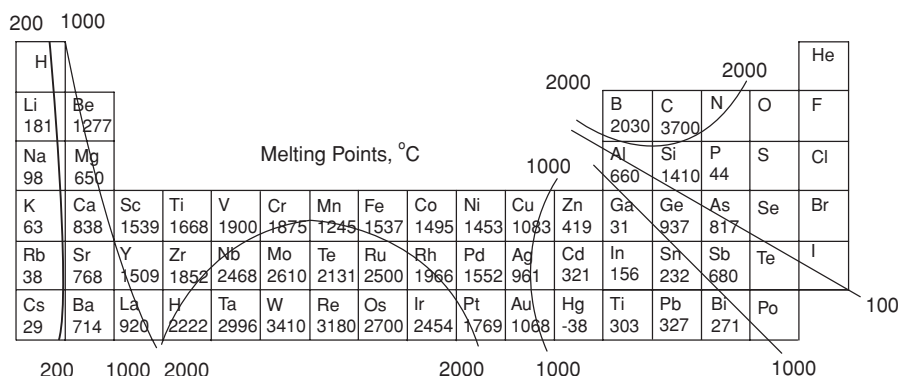 200 1000
H He
2000 2000
Li Be B C N O F
181 1277 2030 3700
Na Mg Melting Points, °C Al Si P S Cl
98 650 1000 660 1410 44
K Ca Sc Ti V Cr Mn Fe Co Ni Cu Zn Ga Ge As Se Br
63 838 1539 1668 1900 1875 1245 1537 1495 1453 1083 419 31 937 817
Rb Sr Y Zr Nb Mo Te Ru Rh Pd Ag Cd In Sn Sb Te I
38 768 1509 1852 2468 2610 2131 2500 1966 1552 961 321 156 232 680
Cs Ba La H Ta W Re Os Ir Pt Au Hg Ti Pb Bi Po 100
29 714 920 2222 2996 3410 3180 2700 2454 1769 1068 -38 303 327 271
200 1000 2000 2000 1000 1000